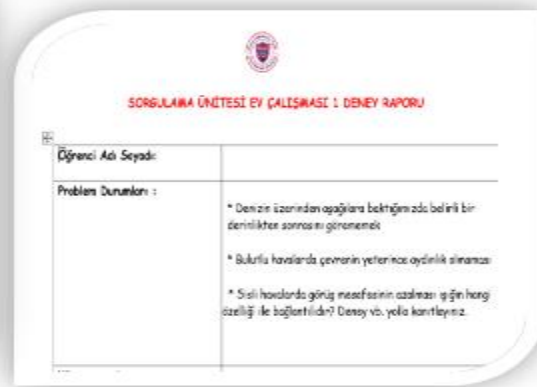 SORGULAMA ÜNİTESİ EV ÇALIŞMASI 1 DENEY RAPORU
Öğrenci Adı Soyadı:
Problem Durumları :
* Denizin üzerinden aşağılara baktığımızda belirli bir
derinlikten sonrasını görememek
* Bulutlu havalarda çevrenin yeterince aydınlık olmaması
* Sisli havalarda görüş mesafesinin azalması ışığın hangi
özelliği ile bağlantılıdır? Deney vb. yolla kanıtlayınız.